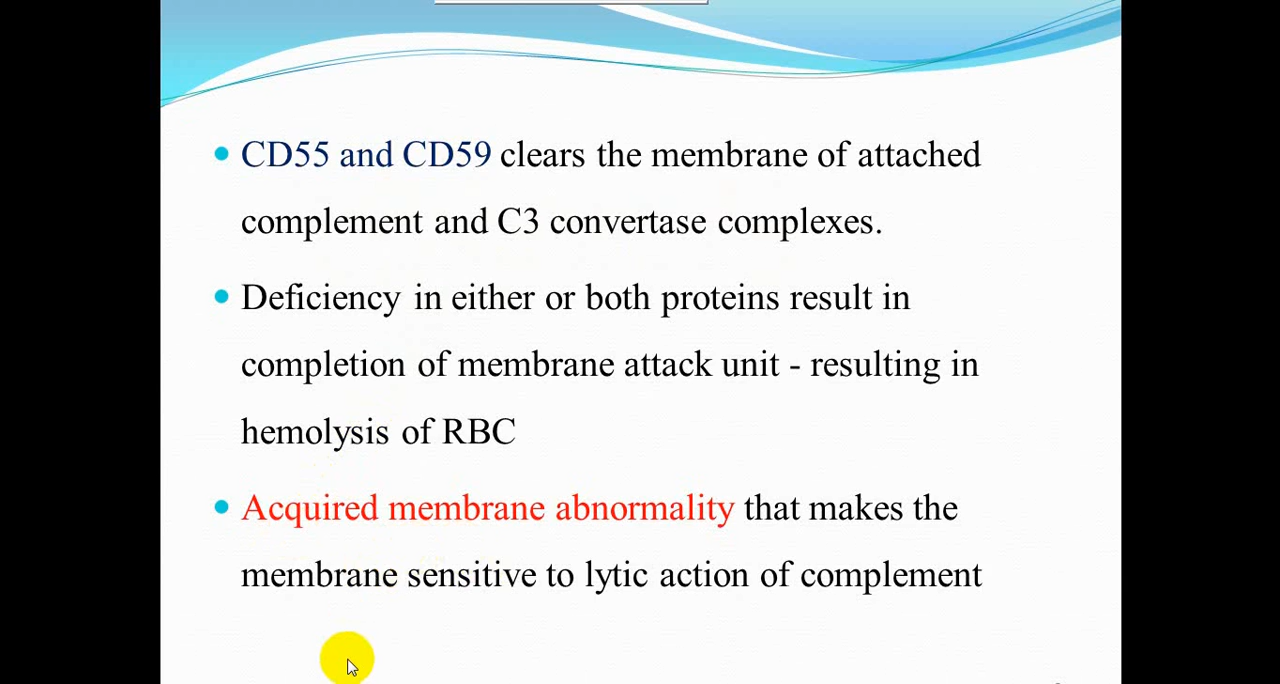 CD55 and CD59 clears the membrane of attached
complement and C3 convertase complexes.
Deficiency in either or both proteins result in
completion of membrane attack unit - resulting in
hemolysis of RBC
Acquired membrane abnormality that makes the
membrane sensitive to lytic action of complement